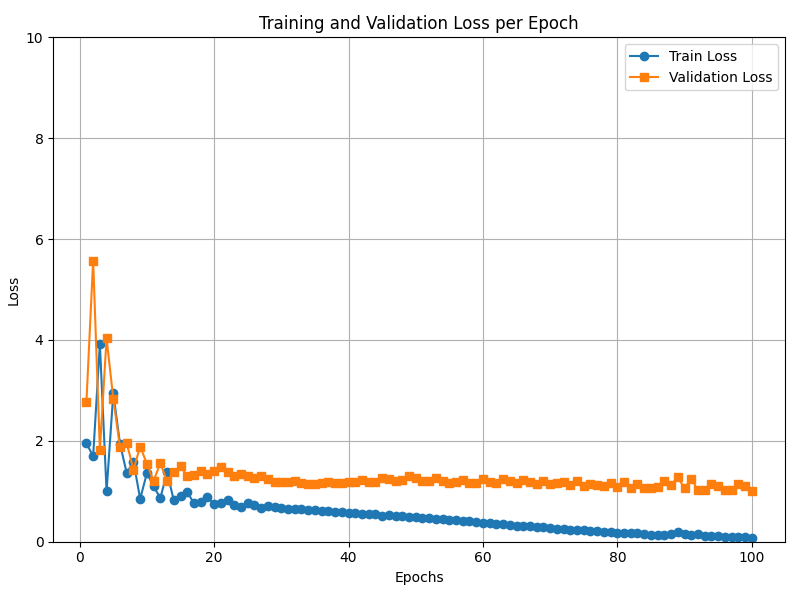 Training and Validation Loss per Epoch
Train Loss
Validation Loss
Loss
10
8
6
4
2
0
0 20 40 60 80 100
Epochs